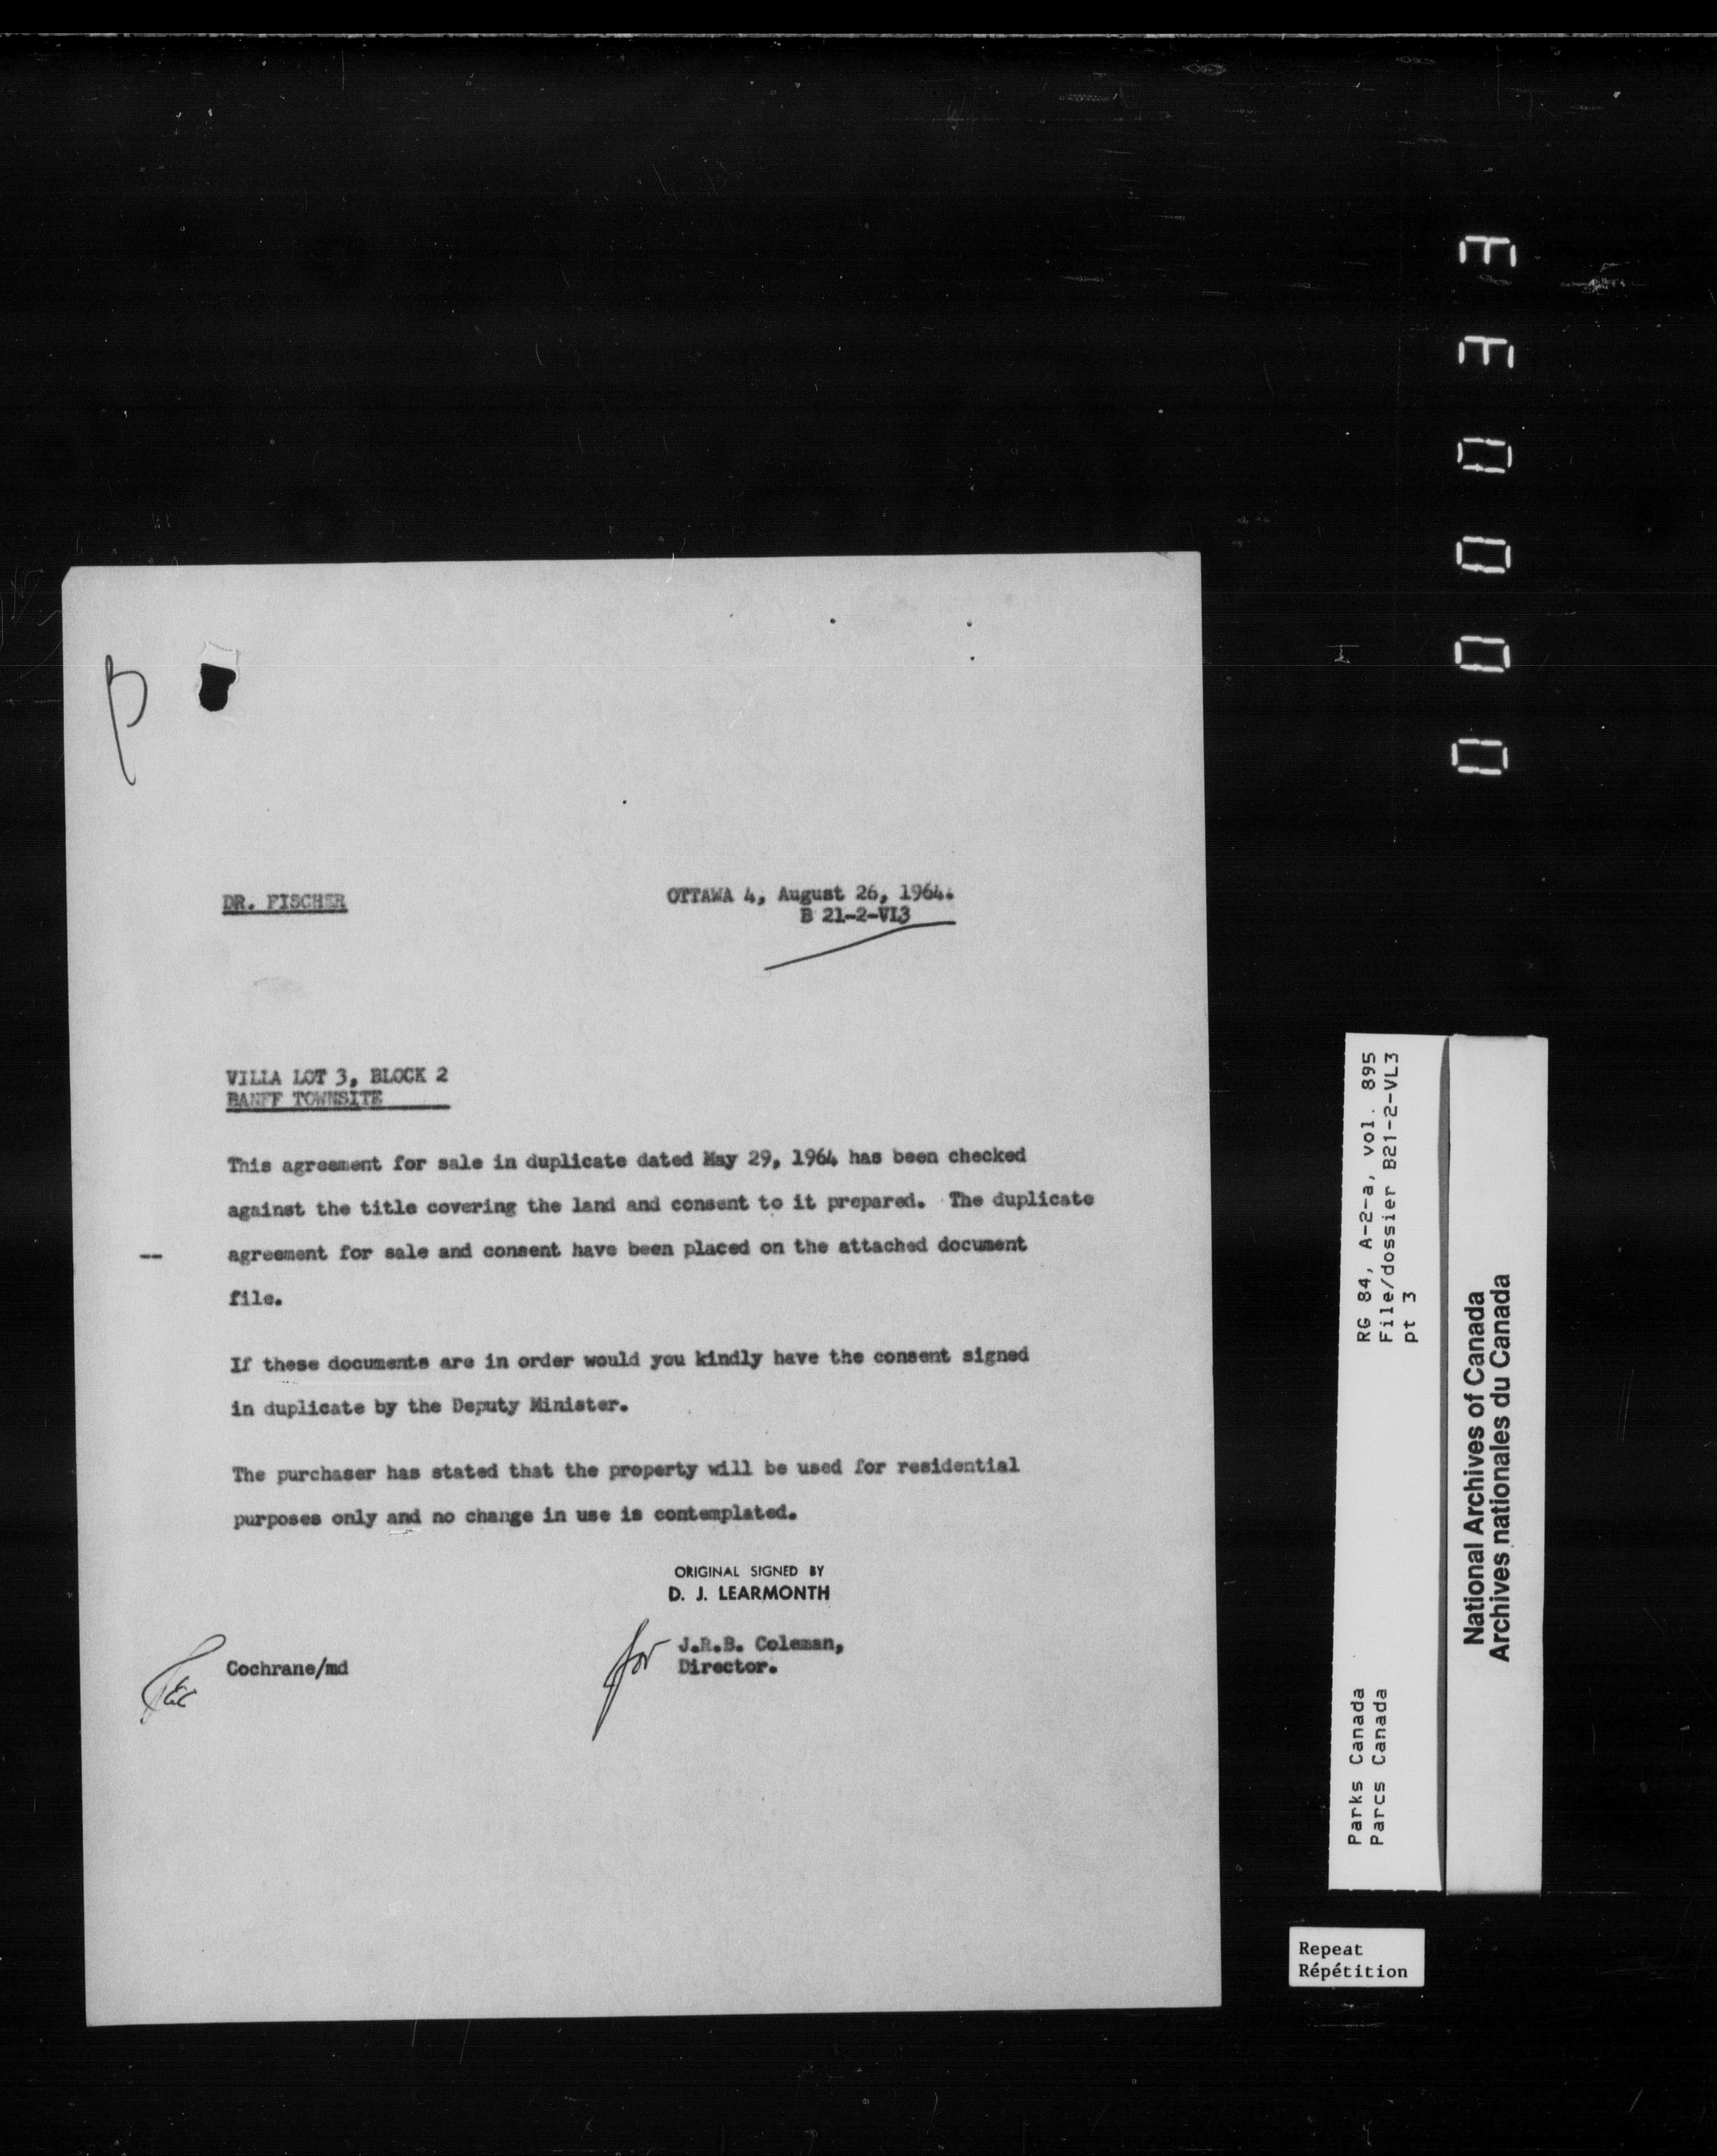 DR. FISCHER
OTTAWA 4, August 26, 1964.
B 21-2-VL3
VILLA LOT 3, BLOCK 2
BANFF TOWNSITE
This agreement for sale in duplicate dated May 29, 1964 has been checked
against the title covering the land and consent to it prepared. The duplicate
-- agreement for sale and consent have been placed on the attached document
file.
If these documents are in order would you kindly have the consent signed
in duplicate by the Deputy Minister.
The purchaser has stated that the property will be used for residential
purposes only and no change in use is contemplated.
ORIGINAL SIGNED BY
D. J. LEARMONTH
for J.R.B. Coleman,
Director.
Cochrane/md
RG 84, A-2-a, vol. 895
File/dossier B21-2-VL3
pt 3
Parks Canada
Parcs Canada
National Archives of Canada
Archives nationales du Canada
Repeat
Répétition